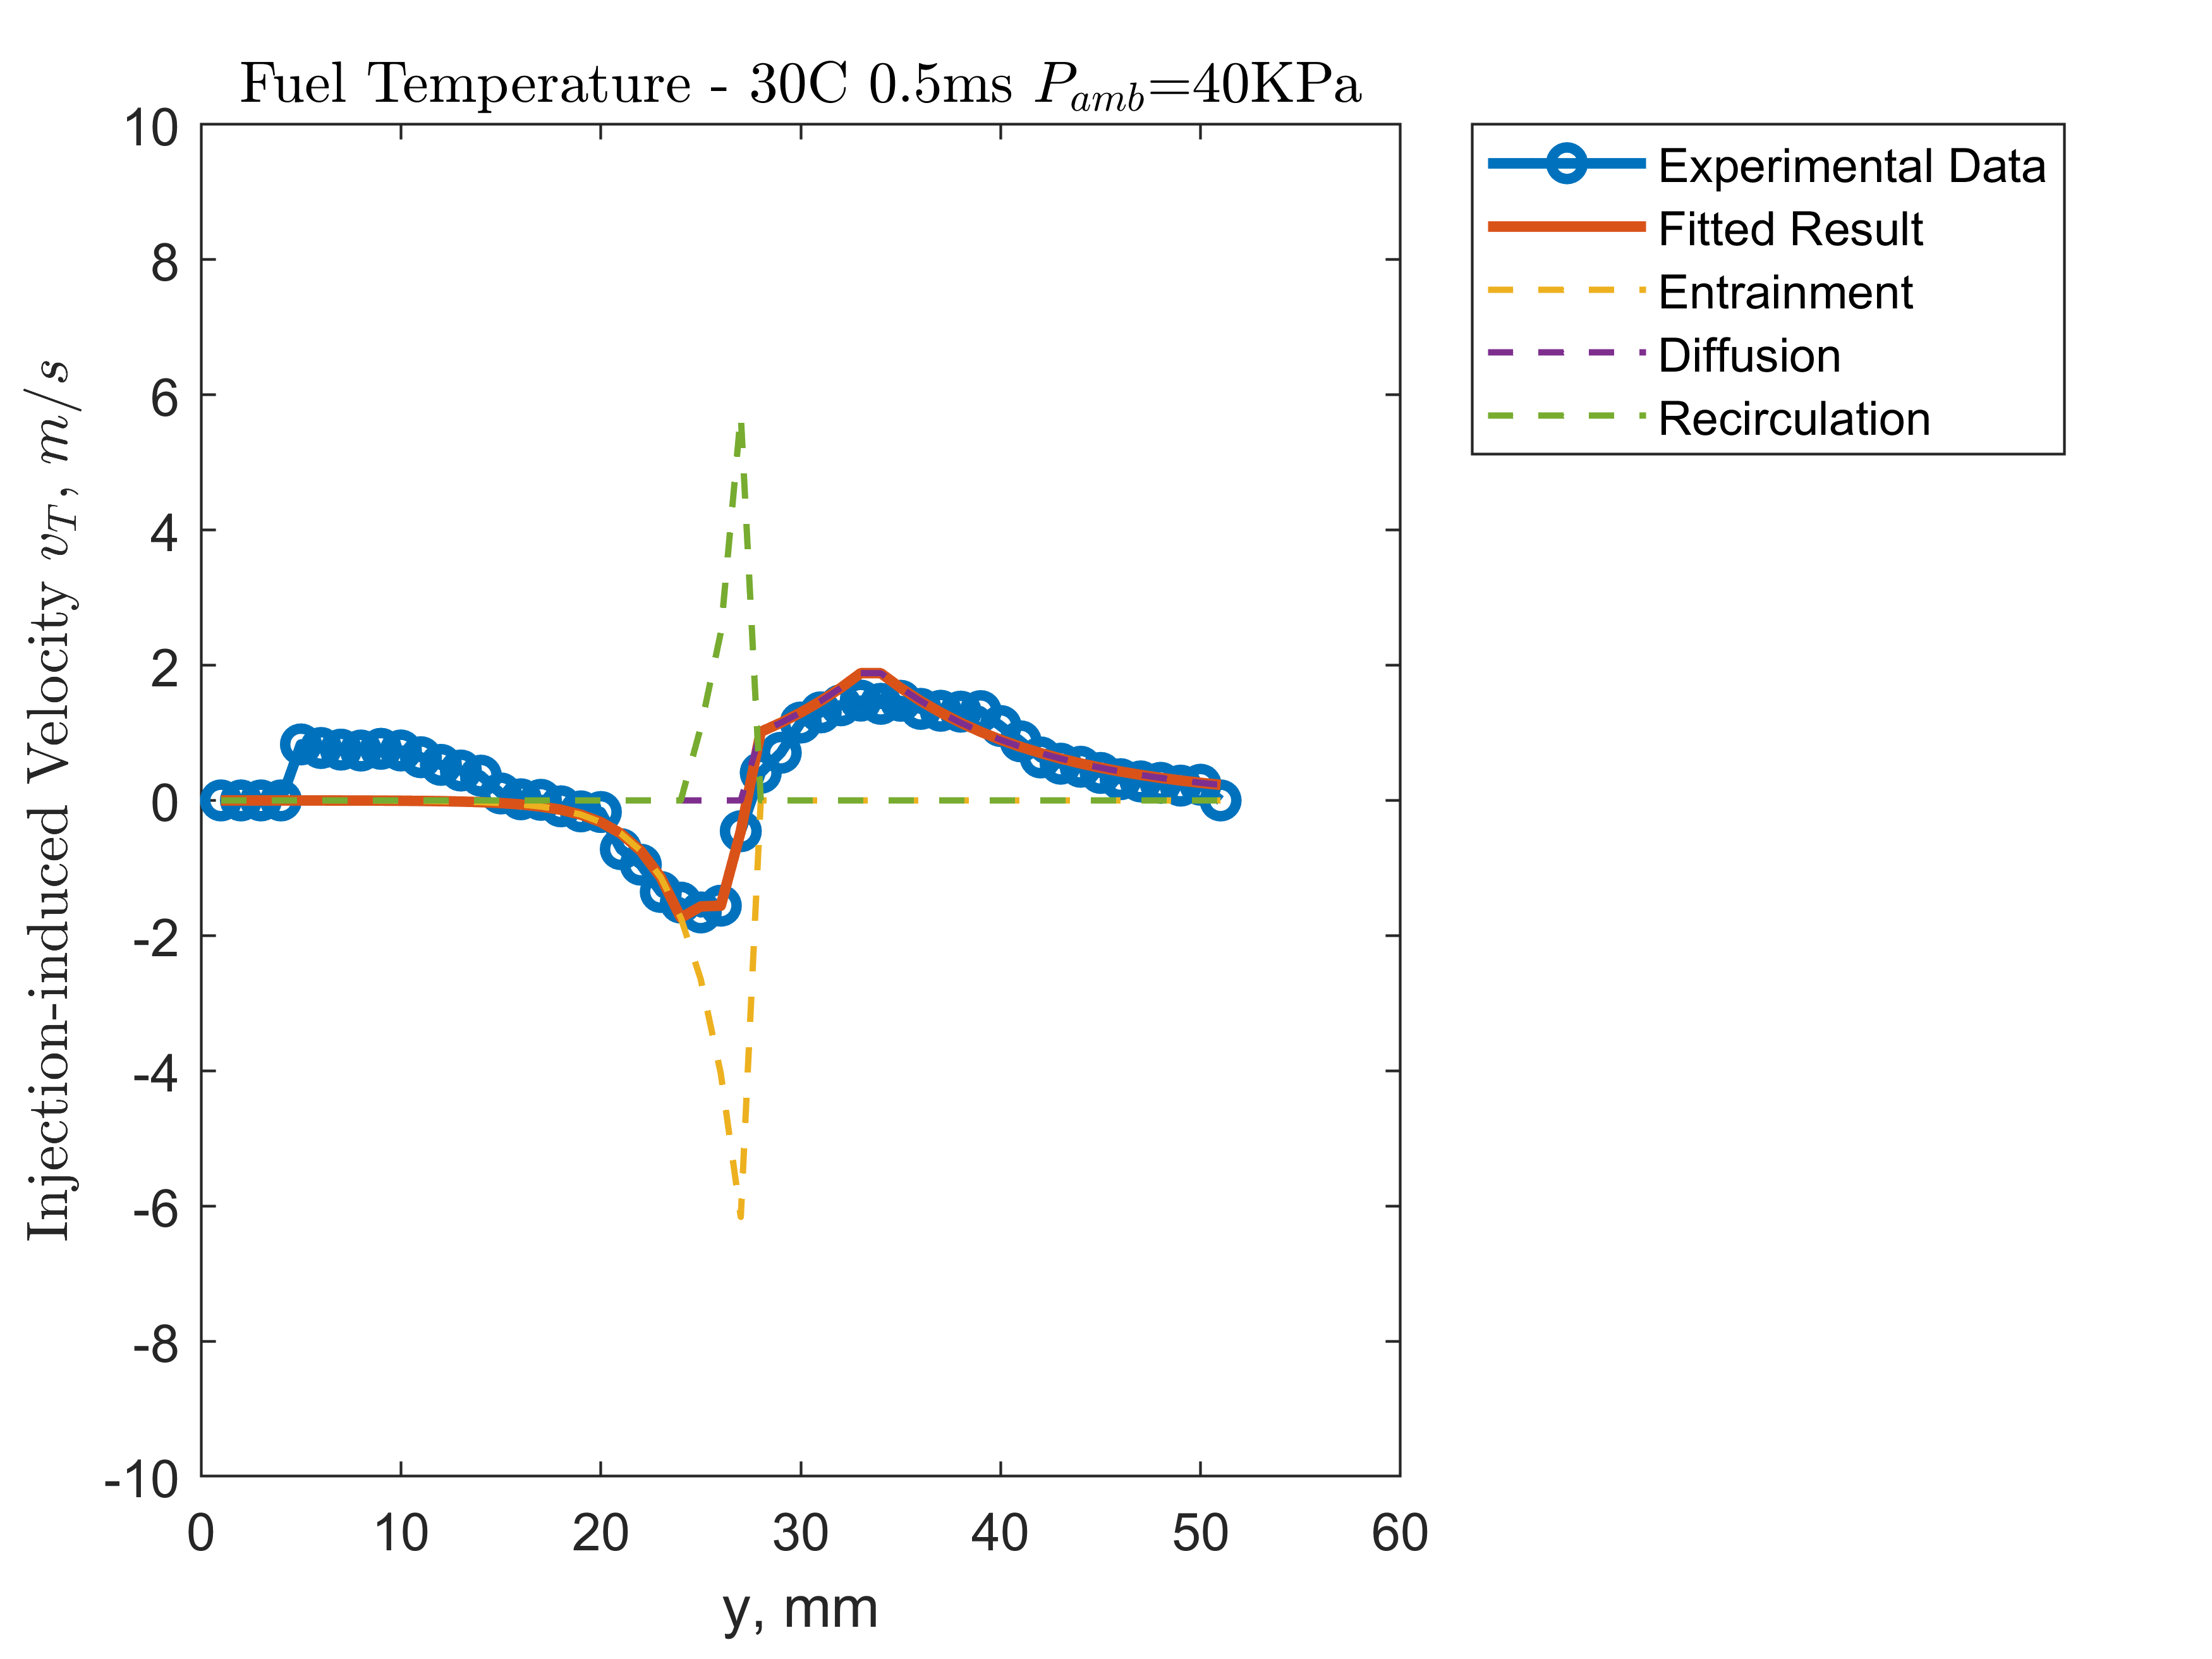 Fuel Temperature - 30C 0.5ms P_amb=40KPa
10
8
6
4
2
0
-2
-4
-6
-8
-10
Injection-induced Velocity v_T, m/s
0 10 20 30 40 50 60
y, mm
Experimental Data
Fitted Result
Entrainment
Diffusion
Recirculation